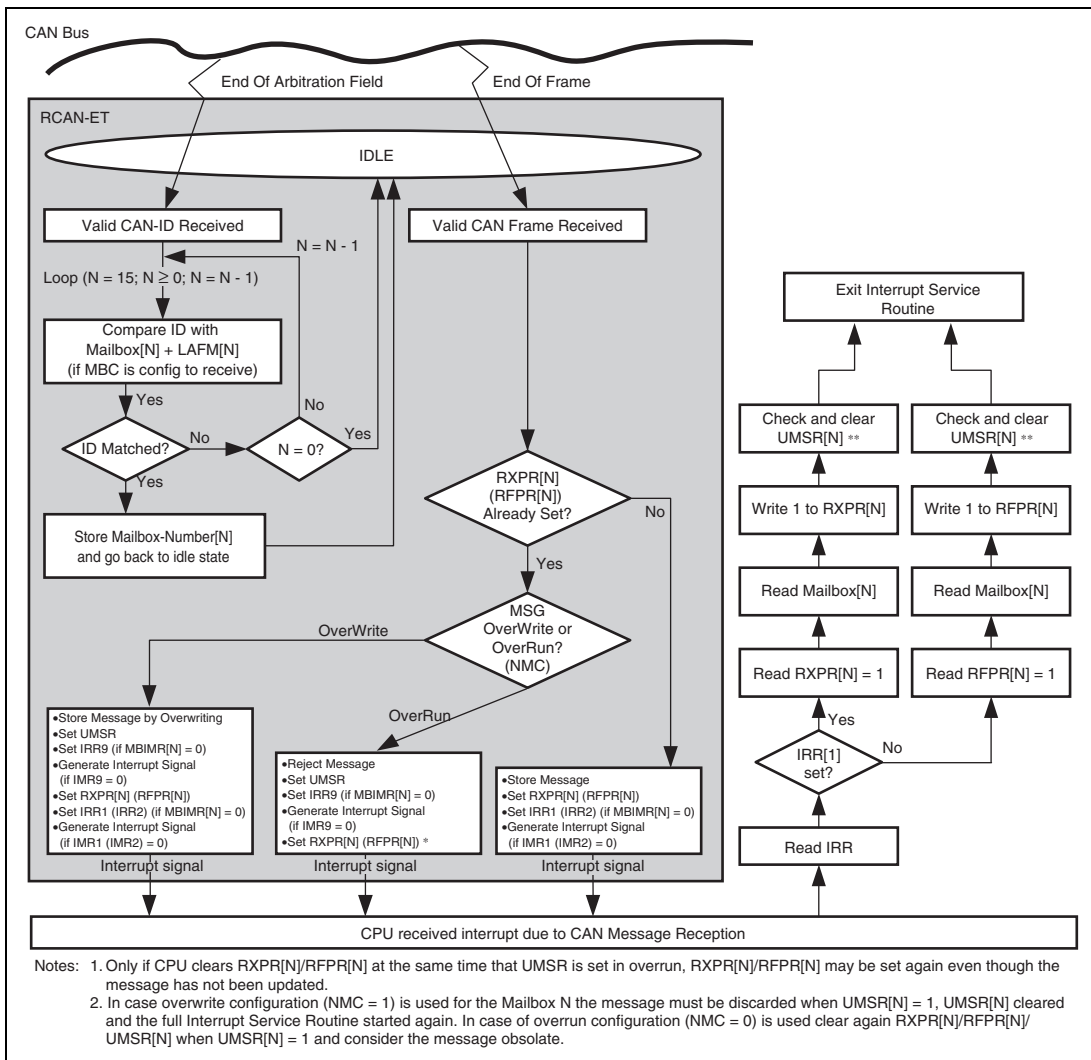 CAN Bus
End Of Arbitration Field
End Of Frame
RCAN-ET
IDLE
Valid CAN-ID Received
Valid CAN Frame Received
N = N - 1
Loop (N = 15; N ≥ 0; N = N - 1)
Compare ID with
Mailbox[N] + LAFM[N]
(if MBC is config to receive)
Yes
No
ID Matched?
No
N = 0?
Yes
Yes
Store Mailbox-Number[N]
and go back to idle state
RXPR[N]
(RFPR[N])
Already Set?
No
Yes
MSG
OverWrite or
OverRun?
(NMC)
OverWrite
OverRun
•Store Message by Overwriting
•Set UMSR
•Set IRR9 (if MBIMR[N] = 0)
•Generate Interrupt Signal
(if IMR9 = 0)
•Set RXPR[N] (RFPR[N])
•Set IRR1 (IRR2) (if MBIMR[N] = 0)
•Generate Interrupt Signal
(if IMR1 (IMR2) = 0)
•Reject Message
•Set UMSR
•Set IRR9 (if MBIMR[N] = 0)
•Generate Interrupt Signal
(if IMR9 = 0)
•Set RXPR[N] (RFPR[N]) *
•Store Message
•Set RXPR[N] (RFPR[N])
•Set IRR1 (IRR2) (if MBIMR[N] = 0)
•Generate Interrupt Signal
(if IMR1 (IMR2) = 0)
Interrupt signal
Interrupt signal
Interrupt signal
Exit Interrupt Service
Routine
Check and clear
UMSR[N] **
Check and clear
UMSR[N] **
Write 1 to RXPR[N]
Write 1 to RFPR[N]
Read Mailbox[N]
Read Mailbox[N]
Read RXPR[N] = 1
Read RFPR[N] = 1
Yes
No
IRR[1]
set?
Read IRR
CPU received interrupt due to CAN Message Reception
Notes: 1. Only if CPU clears RXPR[N]/RFPR[N] at the same time that UMSR is set in overrun, RXPR[N]/RFPR[N] may be set again even though the
message has not been updated.
2. In case overwrite configuration (NMC = 1) is used for the Mailbox N the message must be discarded when UMSR[N] = 1, UMSR[N] cleared
and the full Interrupt Service Routine started again. In case of overrun configuration (NMC = 0) is used clear again RXPR[N]/RFPR[N]/
UMSR[N] when UMSR[N] = 1 and consider the message obsolate.